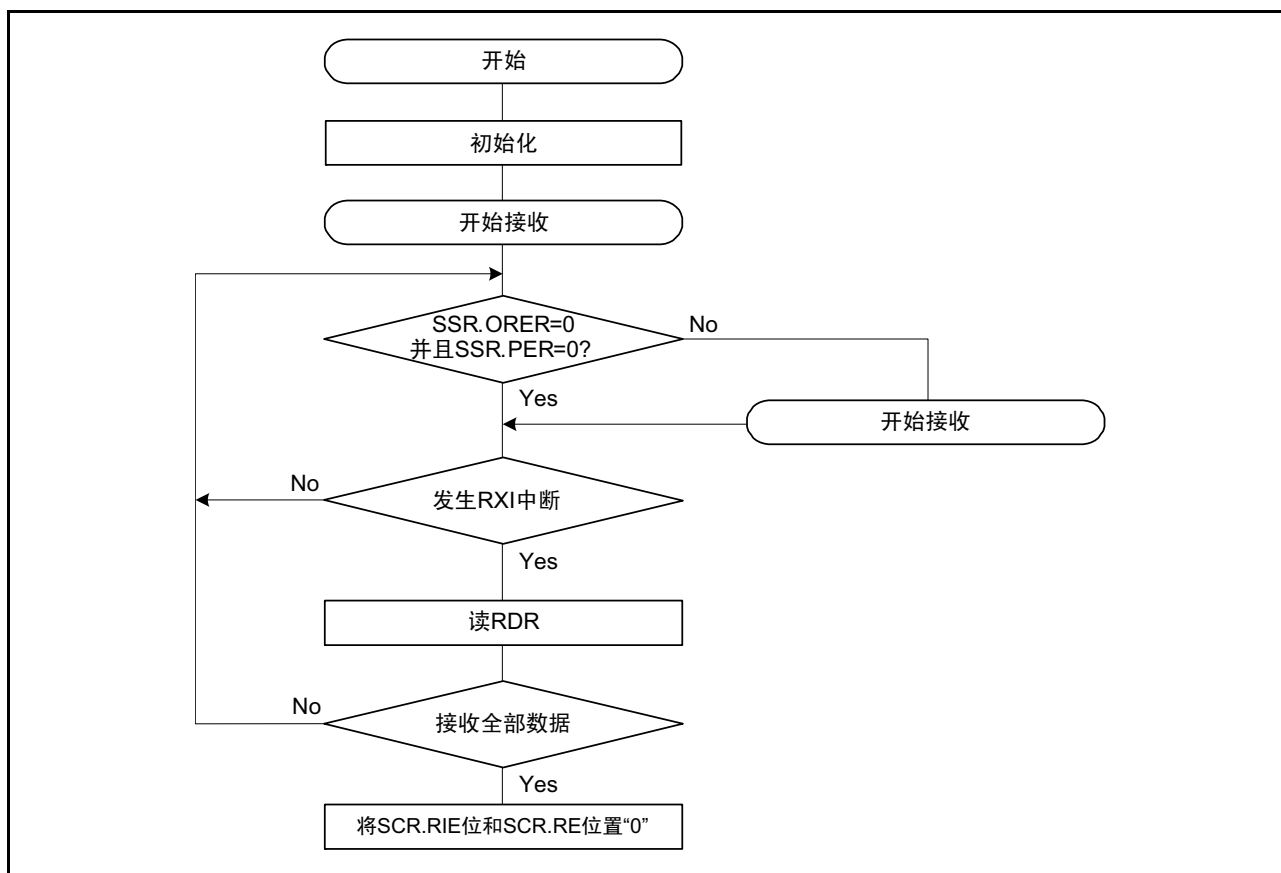 开始
初始化
开始接收
SSR.ORER=0
并且SSR.PER=0?
No
Yes
开始接收
No
发生RXI中断
Yes
读RDR
No
接收全部数据
Yes
将SCR.RIE位和SCR.RE位置“0”